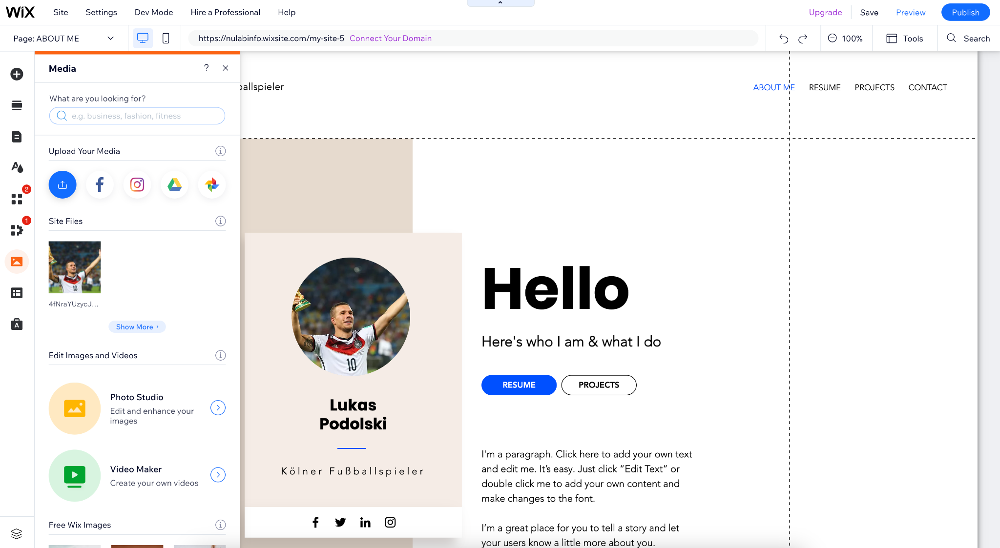 WiX
Site
Settings
Dev Mode
Hire a Professional
Help
Upgrade
Save
Preview
Publish
Page: ABOUT ME
https://nulabinfo.wixsite.com/my-site-5 Connect Your Domain
100%
Tools
Search
Media
?
What are you looking for?
e.g. business, fashion, fitness
Upload Your Media
i
Site Files
i
4fNraYUzycJ...
Show More
Edit Images and Videos
i
Photo Studio
Edit and enhance your
images
Video Maker
Create your own videos
Free Wix Images
i
2
1
A
A
ballspieler
ABOUT ME
RESUME
PROJECTS
CONTACT
10
10
Lukas
Podolski
Kölner Fußballspieler
Hello
Here's who I am & what I do
RESUME
PROJECTS
I'm a paragraph. Click here to add your own text
and edit me. It's easy. Just click “Edit Text” or
double click me to add your own content and
make changes to the font.
I'm a great place for you to tell a story and let
your users know a little more about you.